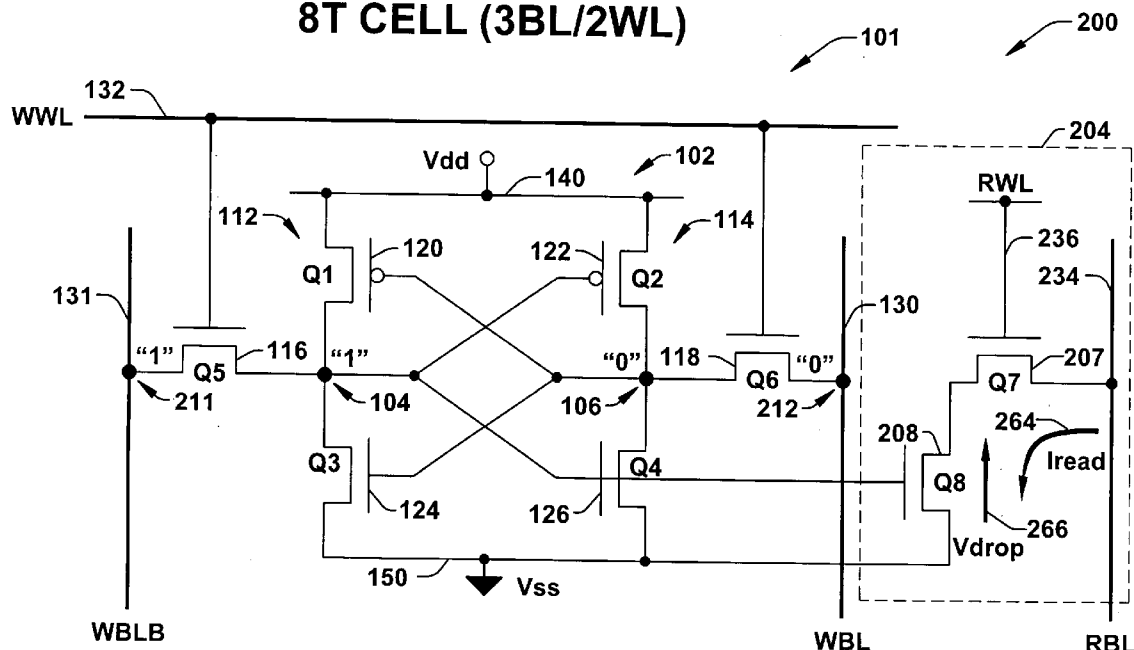 8T CELL (3BL/2WL)
200
101
132
WWL
204
Vdd
102
140
RWL
112
114
120
122
236
Q1
Q2
234
131
130
"1"
116
"1"
"0"
118
"0"
207
Q5
Q6
Q7
211
104
106
212
264
208
Q3
Q4
Iread
Q8
124
126
266
Vdrop
150
Vss
WBLB
WBL
RBL